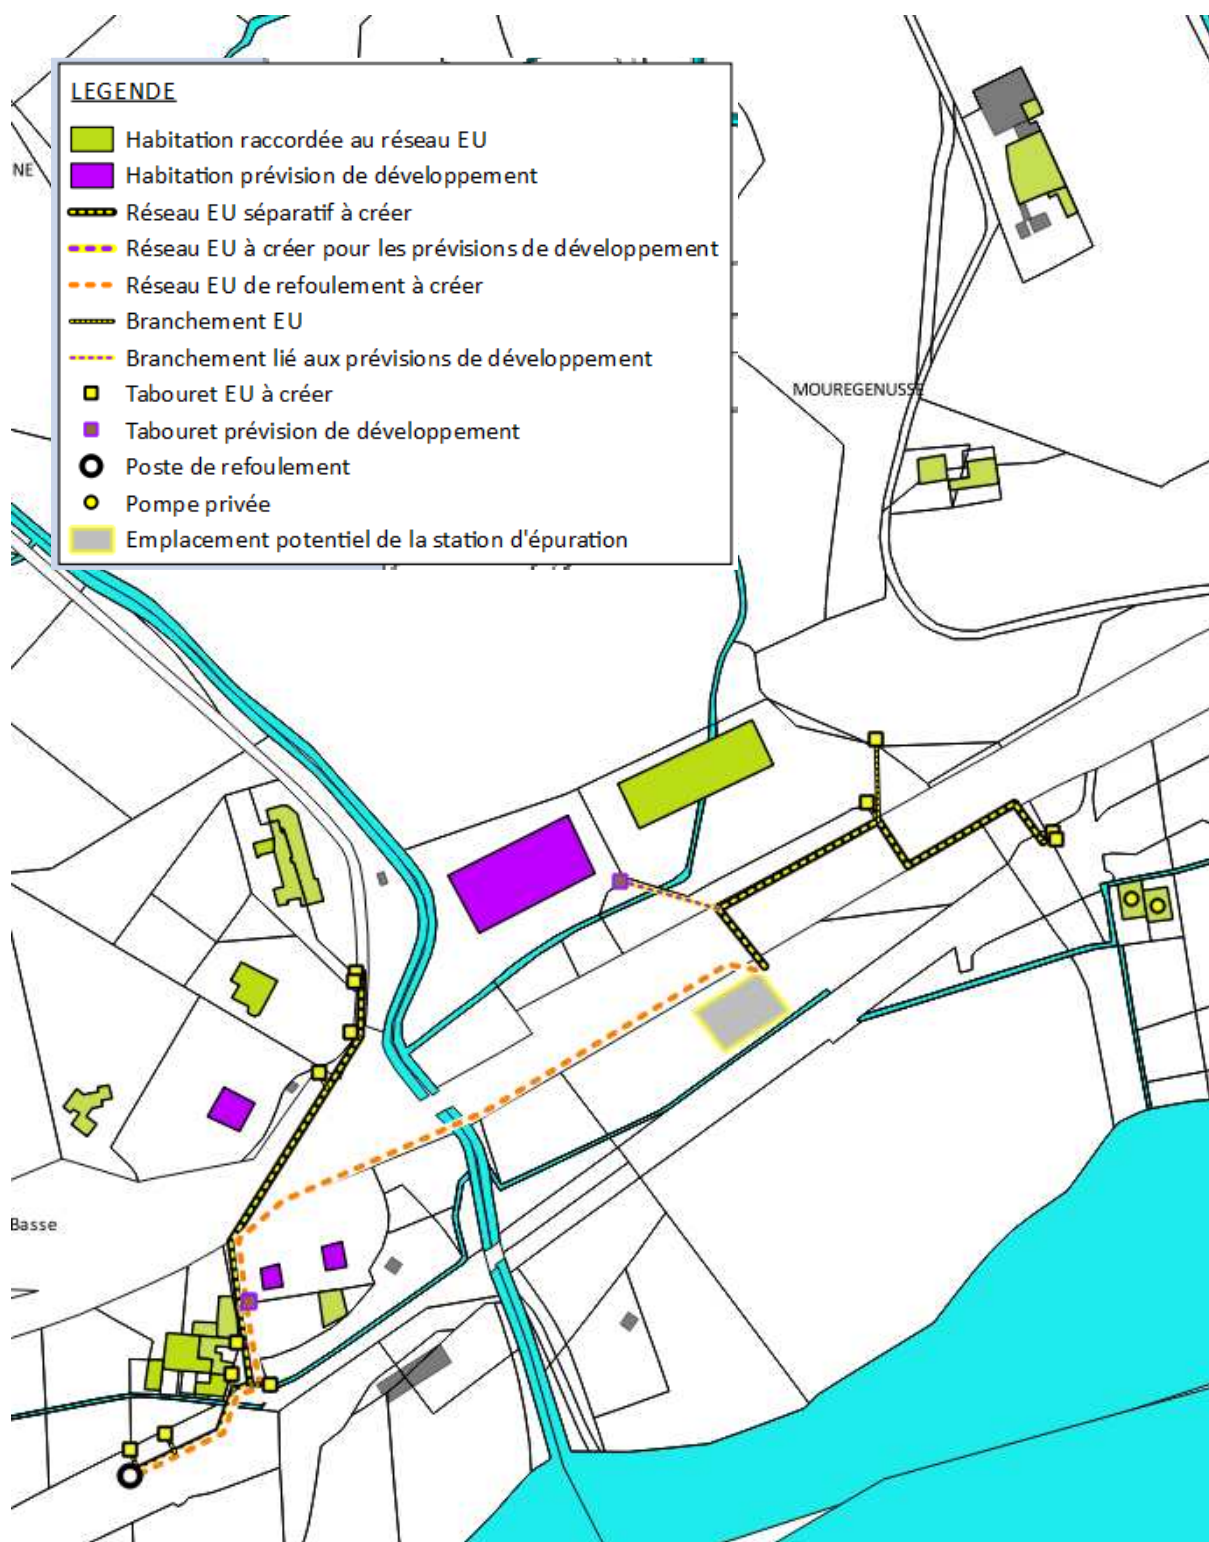 LEGENDE
Habitation raccordée au réseau EU
Habitation prévision de développement
NE
Réseau EU séparatif à créer
Réseau EU à créer pour les prévisions de développement
Réseau EU de refoulement à créer
Branchement EU
Branchement lié aux prévisions de développement
Tabouret EU à créer
MOUREGENUSSE
Tabouret prévision de développement
Poste de refoulement
Pompe privée
Emplacement potentiel de la station d'épuration
Basse